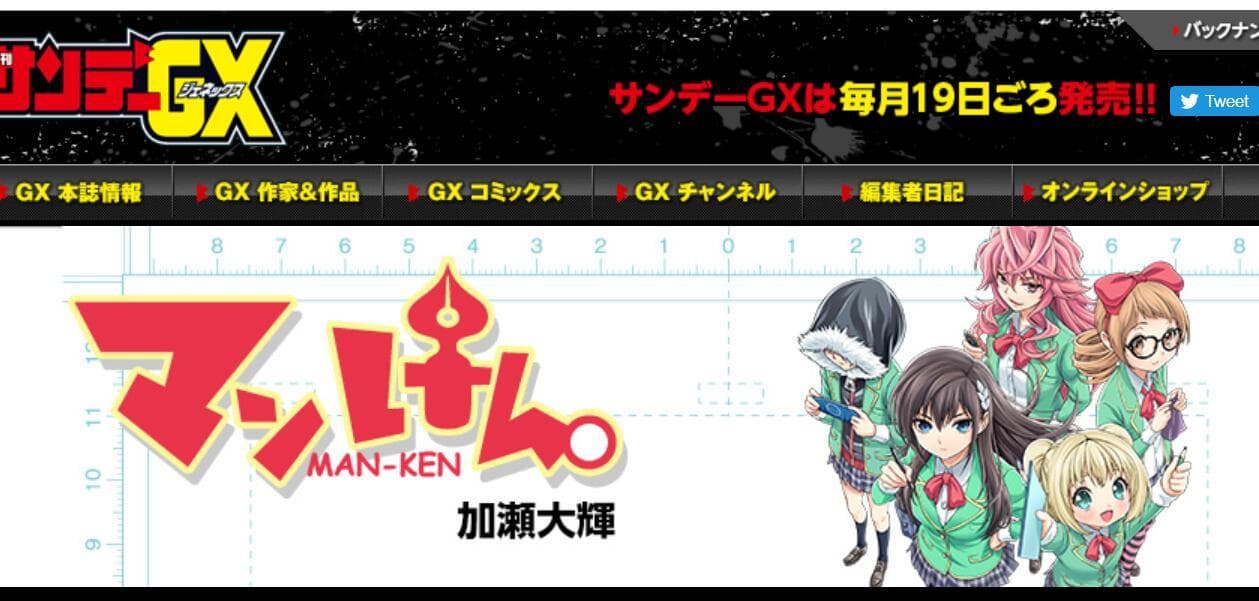 バックナン
サンデーGX
ジェネックス
サンデーGXは毎月19日ごろ発売!!
Tweet
GX 本誌情報
GX 作家&作品
GX コミックス
GX チャンネル
編集者日記
オンラインショップ
8 7 6 5 4 3 2 1 0 1 2 3 6 7 8
マンけん。
MAN-KEN
加瀬大輝
11
10
9